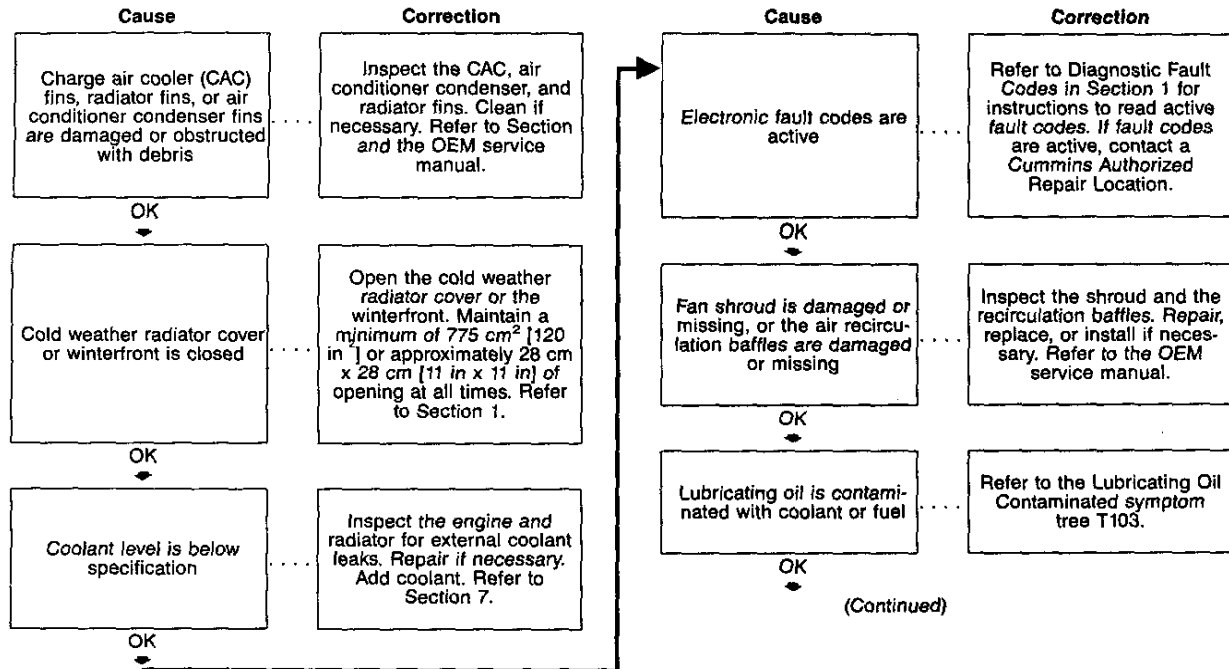 Cause
Correction
Charge air cooler (CAC)
fins, radiator fins, or air
conditioner condenser fins
are damaged or obstructed
with debris
Inspect the CAC, air
conditioner condenser,
and radiator fins. Clean if
necessary. Refer to Section
and the OEM service
manual.
OK
Cold weather radiator cover
or winterfront is closed
Open the cold weather
radiator cover or the
winterfront. Maintain a
minimum of 775 cm² [120
in ²] or approximately 28 cm
x 28 cm [11 in x 11 in] of
opening at all times. Refer
to Section 1.
OK
Coolant level is below
specification
Inspect the engine and
radiator for external coolant
leaks. Repair if necessary.
Add coolant. Refer to
Section 7.
OK
Cause
Correction
Electronic fault codes are
active
Refer to Diagnostic Fault
Codes in Section 1 for
instructions to read active
fault codes. If fault codes
are active, contact a
Cummins Authorized
Repair Location.
OK
Fan shroud is damaged or
missing, or the air recircu-
lation baffles are damaged
or missing
Inspect the shroud and the
recirculation baffles. Repair,
replace, or install if neces-
sary. Refer to the OEM
service manual.
OK
Lubricating oil is contami-
nated with coolant or fuel
Refer to the Lubricating Oil
Contaminated symptom
tree T103.
OK
(Continued)